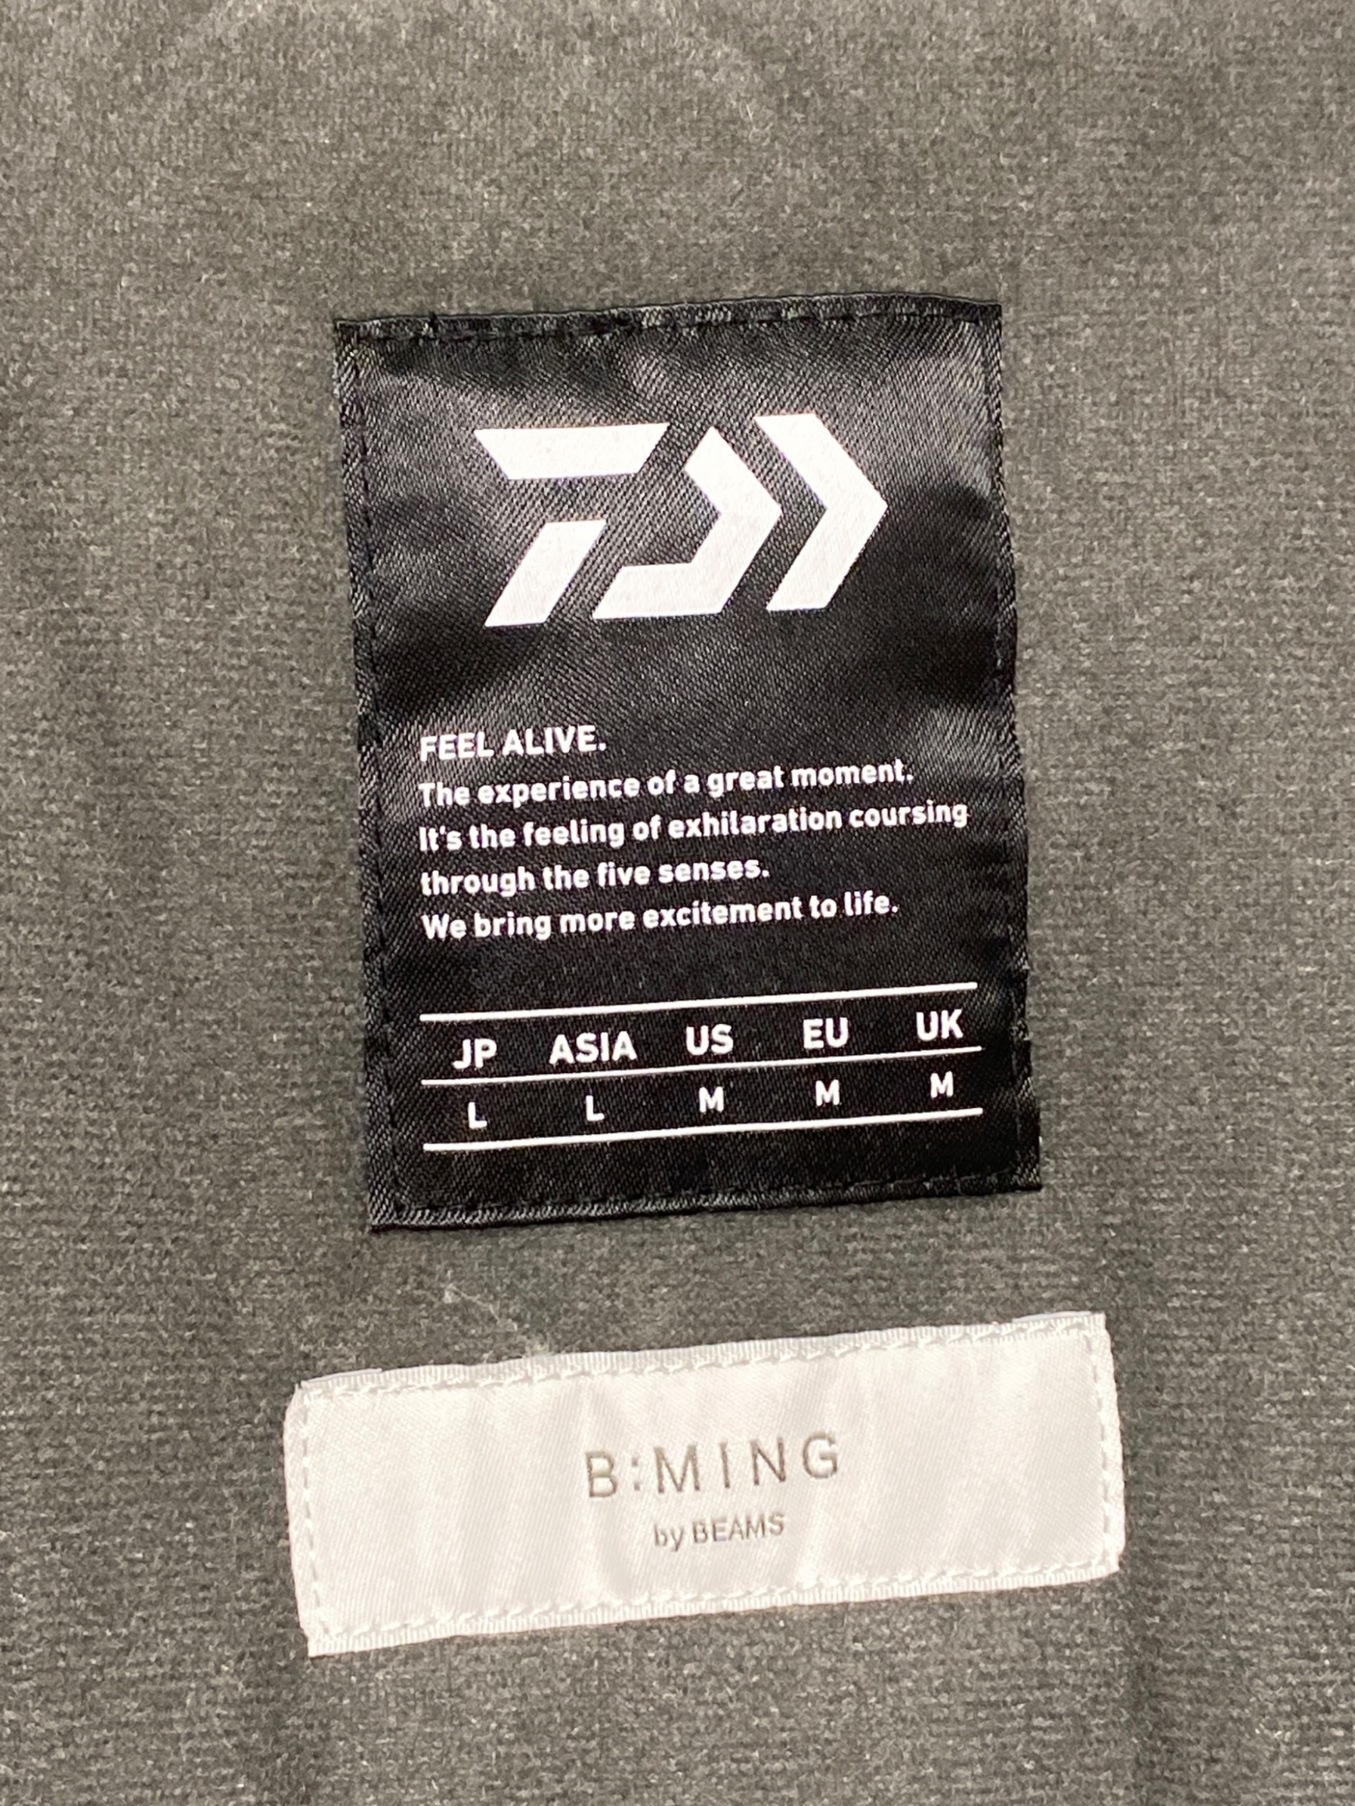 FEEL ALIVE.
The experience of a great moment.
It's the feeling of exhilaration coursing
through the five senses.
We bring more excitement to life.
JP ASIA US EU UK
L L M M M
B:MING
by BEAMS